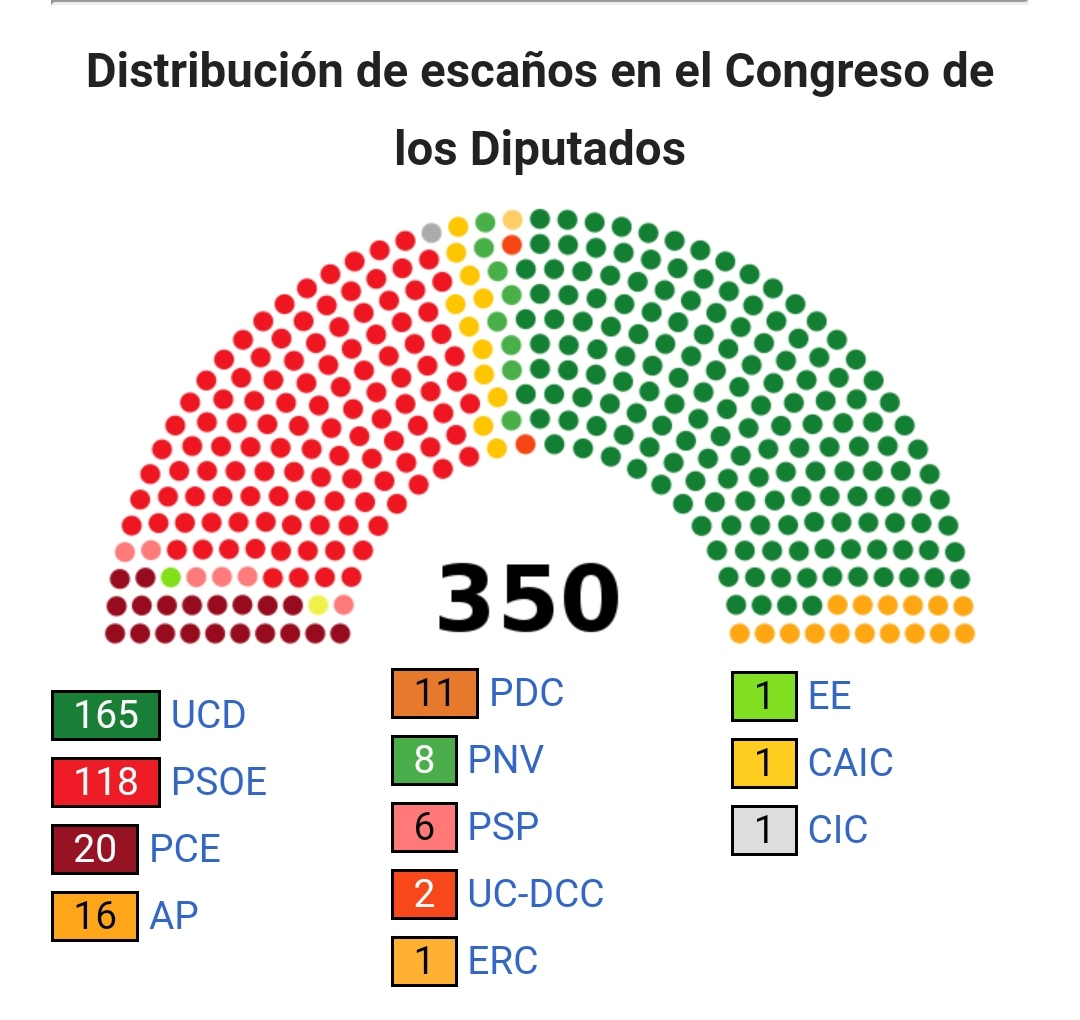 Distribución de escaños en el Congreso de
los Diputados
350
165 UCD
118 PSOE
20 PCE
16 AP
11 PDC
8 PNV
6 PSP
2 UC-DCC
1 ERC
1 EE
1 CAIC
1 CIC